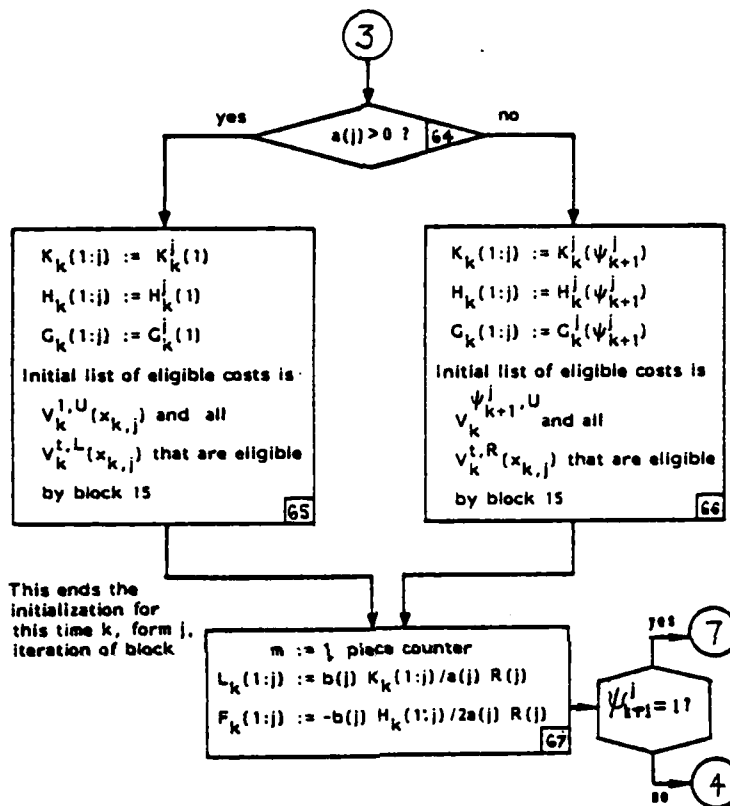 3
yes
no
a(j) > 0 ? 64
K_k(1:j) := K_k^j(1)
H_k(1:j) := H_k^j(1)
G_k(1:j) := G_k^j(1)
Initial list of eligible costs is
V_k^{1,U}(x_{k,j}) and all
V_k^{t,L}(x_{k,j}) that are eligible
by block 15
65
K_k(1:j) := K_k^j(ψ_{k+1}^j)
H_k(1:j) := H_k^j(ψ_{k+1}^j)
G_k(1:j) := G_k^j(ψ_{k+1}^j)
Initial list of eligible costs is
V_k^{ψ_{k+1}^j,U} and all
V_k^{t,R}(x_{k,j}) that are eligible
by block 15
66
This ends the
initialization for
this time k, form j,
iteration of block
m := 1 piece counter
L_k(1:j) := b(j) K_k(1:j)/a(j) R(j)
F_k(1:j) := -b(j) H_k(1:j)/2a(j) R(j)
67
yes
7
ψ_{k+1}^j = 1?
no
4